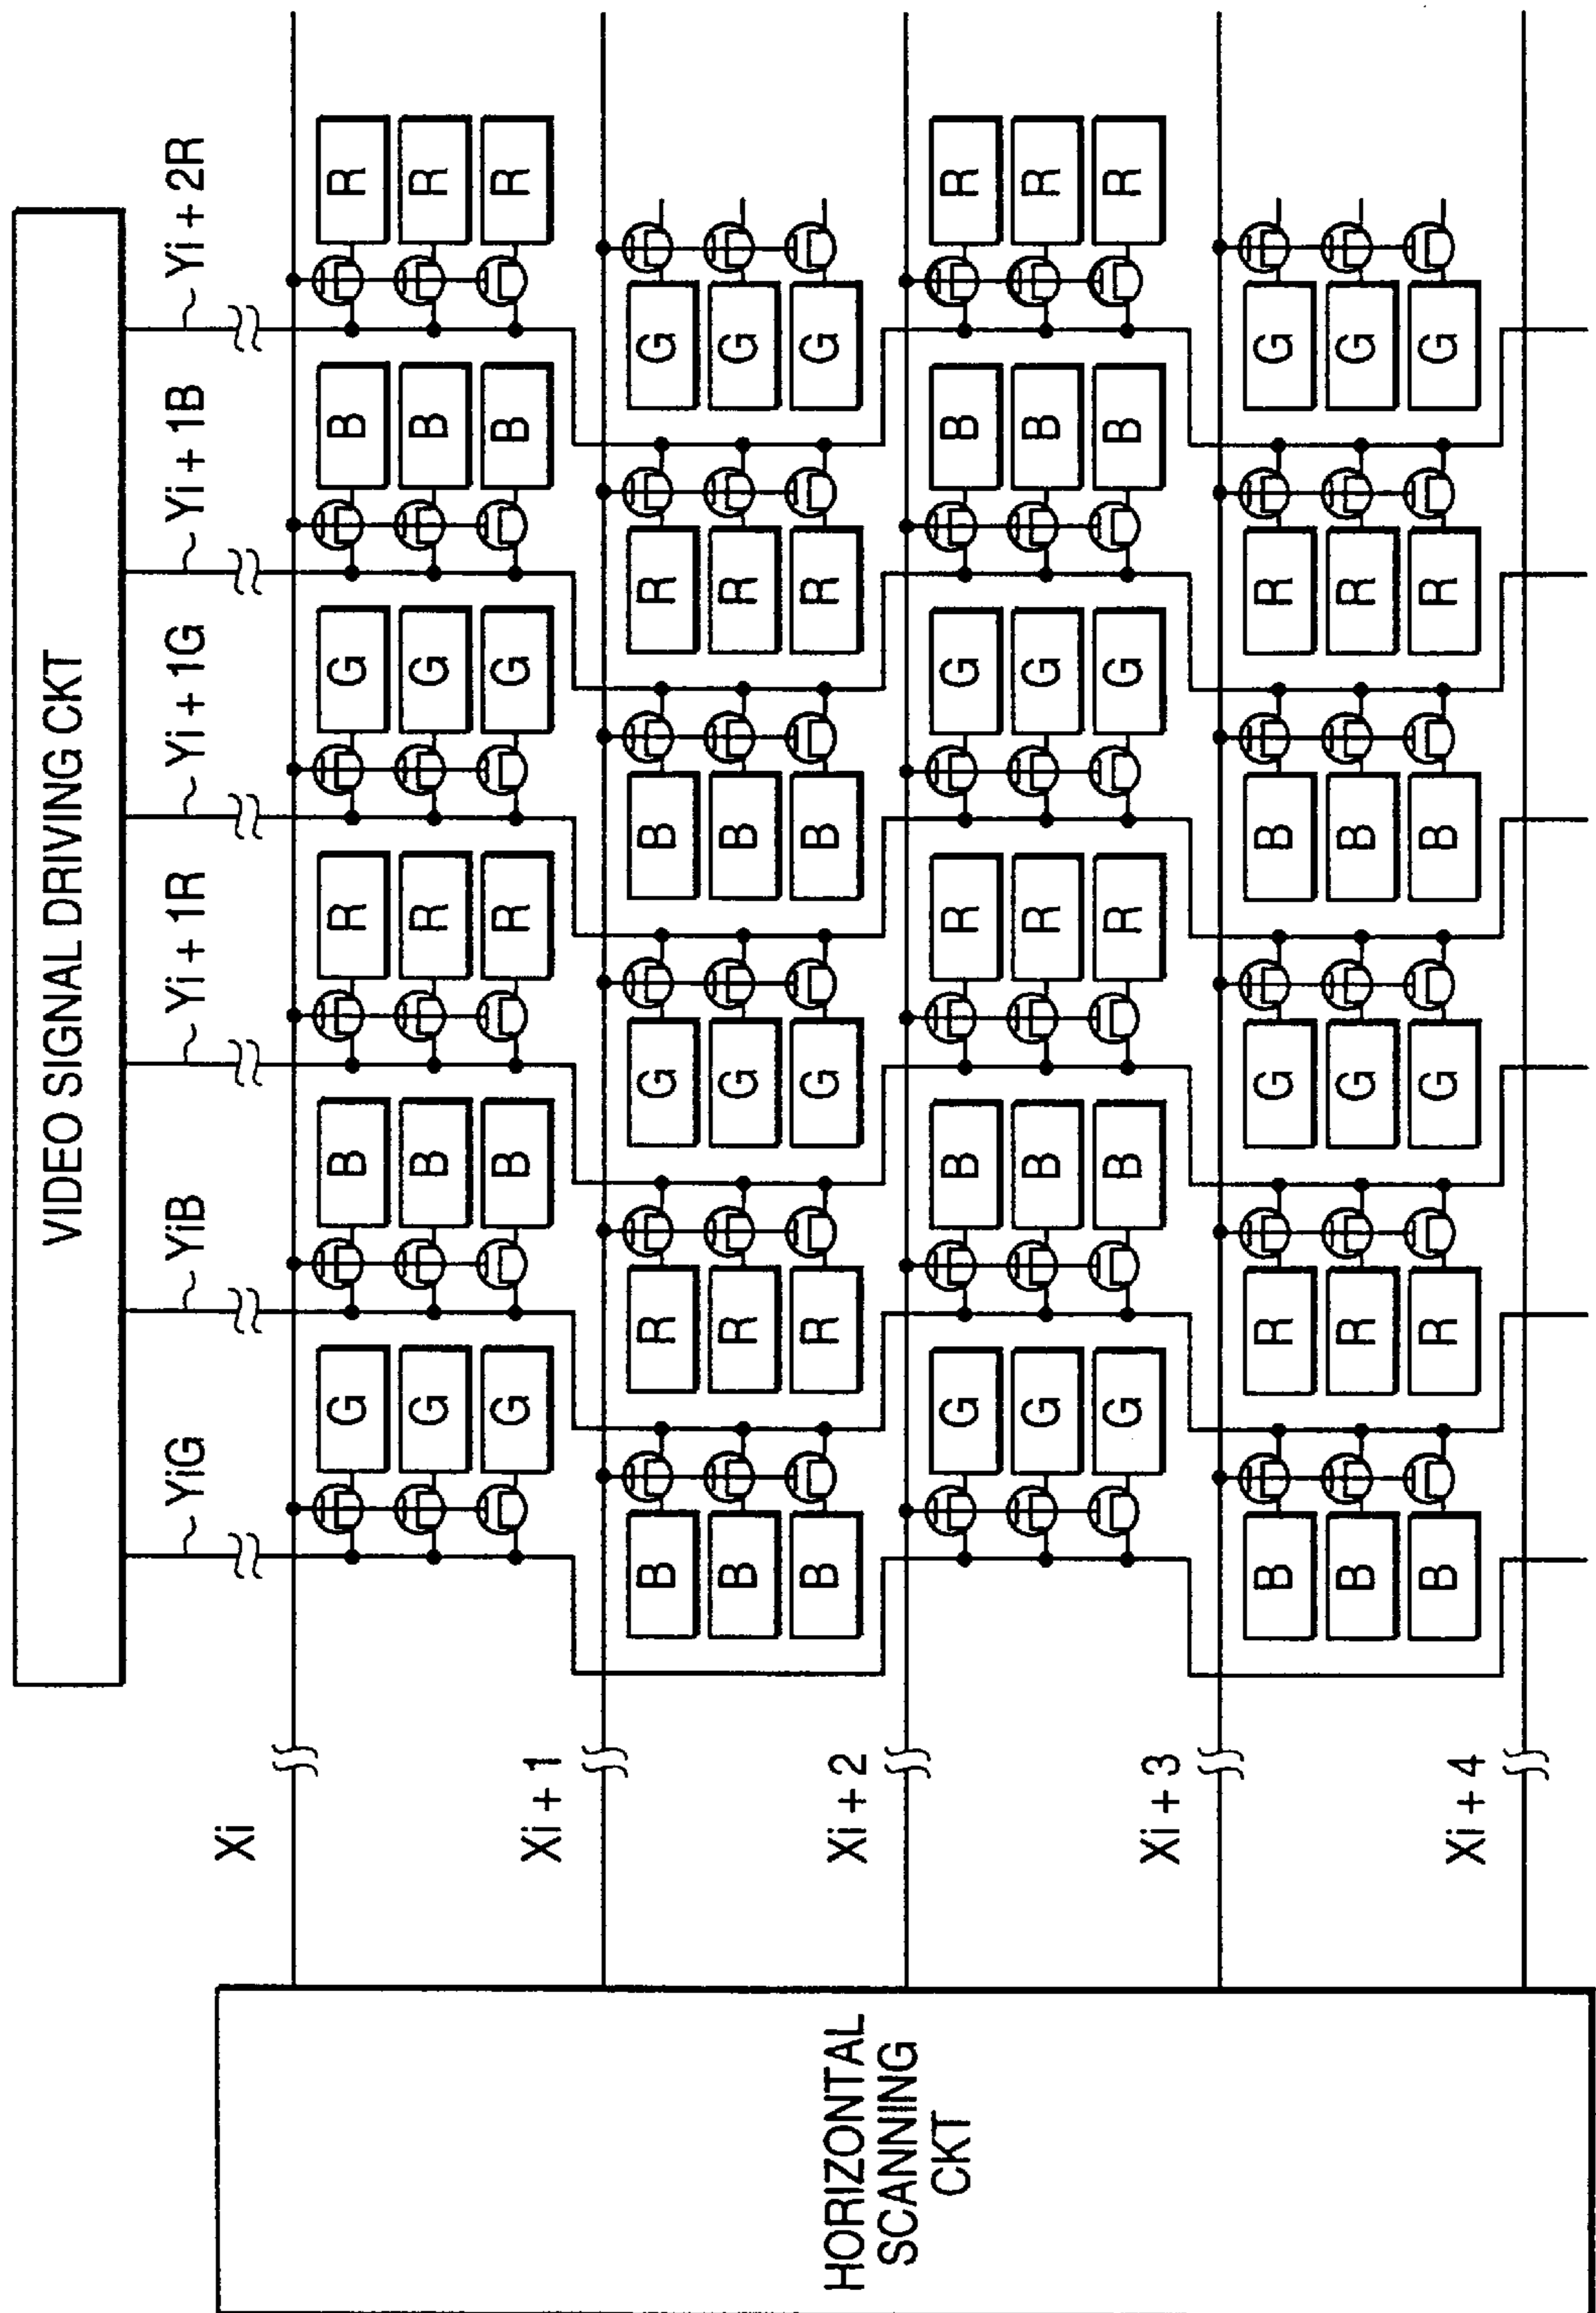 VIDEO SIGNAL DRIVING CKT
YiG YiB Yi + 1R Yi + 1G Yi + 1B Yi + 2R
Xi
G B R G B R
G B R G B R
G B R G B R
Xi + 1
B R G B R G
B R G B R G
B R G B R G
Xi + 2
G B R G B R
G B R G B R
G B R G B R
Xi + 3
B R G B R G
B R G B R G
B R G B R G
Xi + 4
HORIZONTAL
SCANNING
CKT